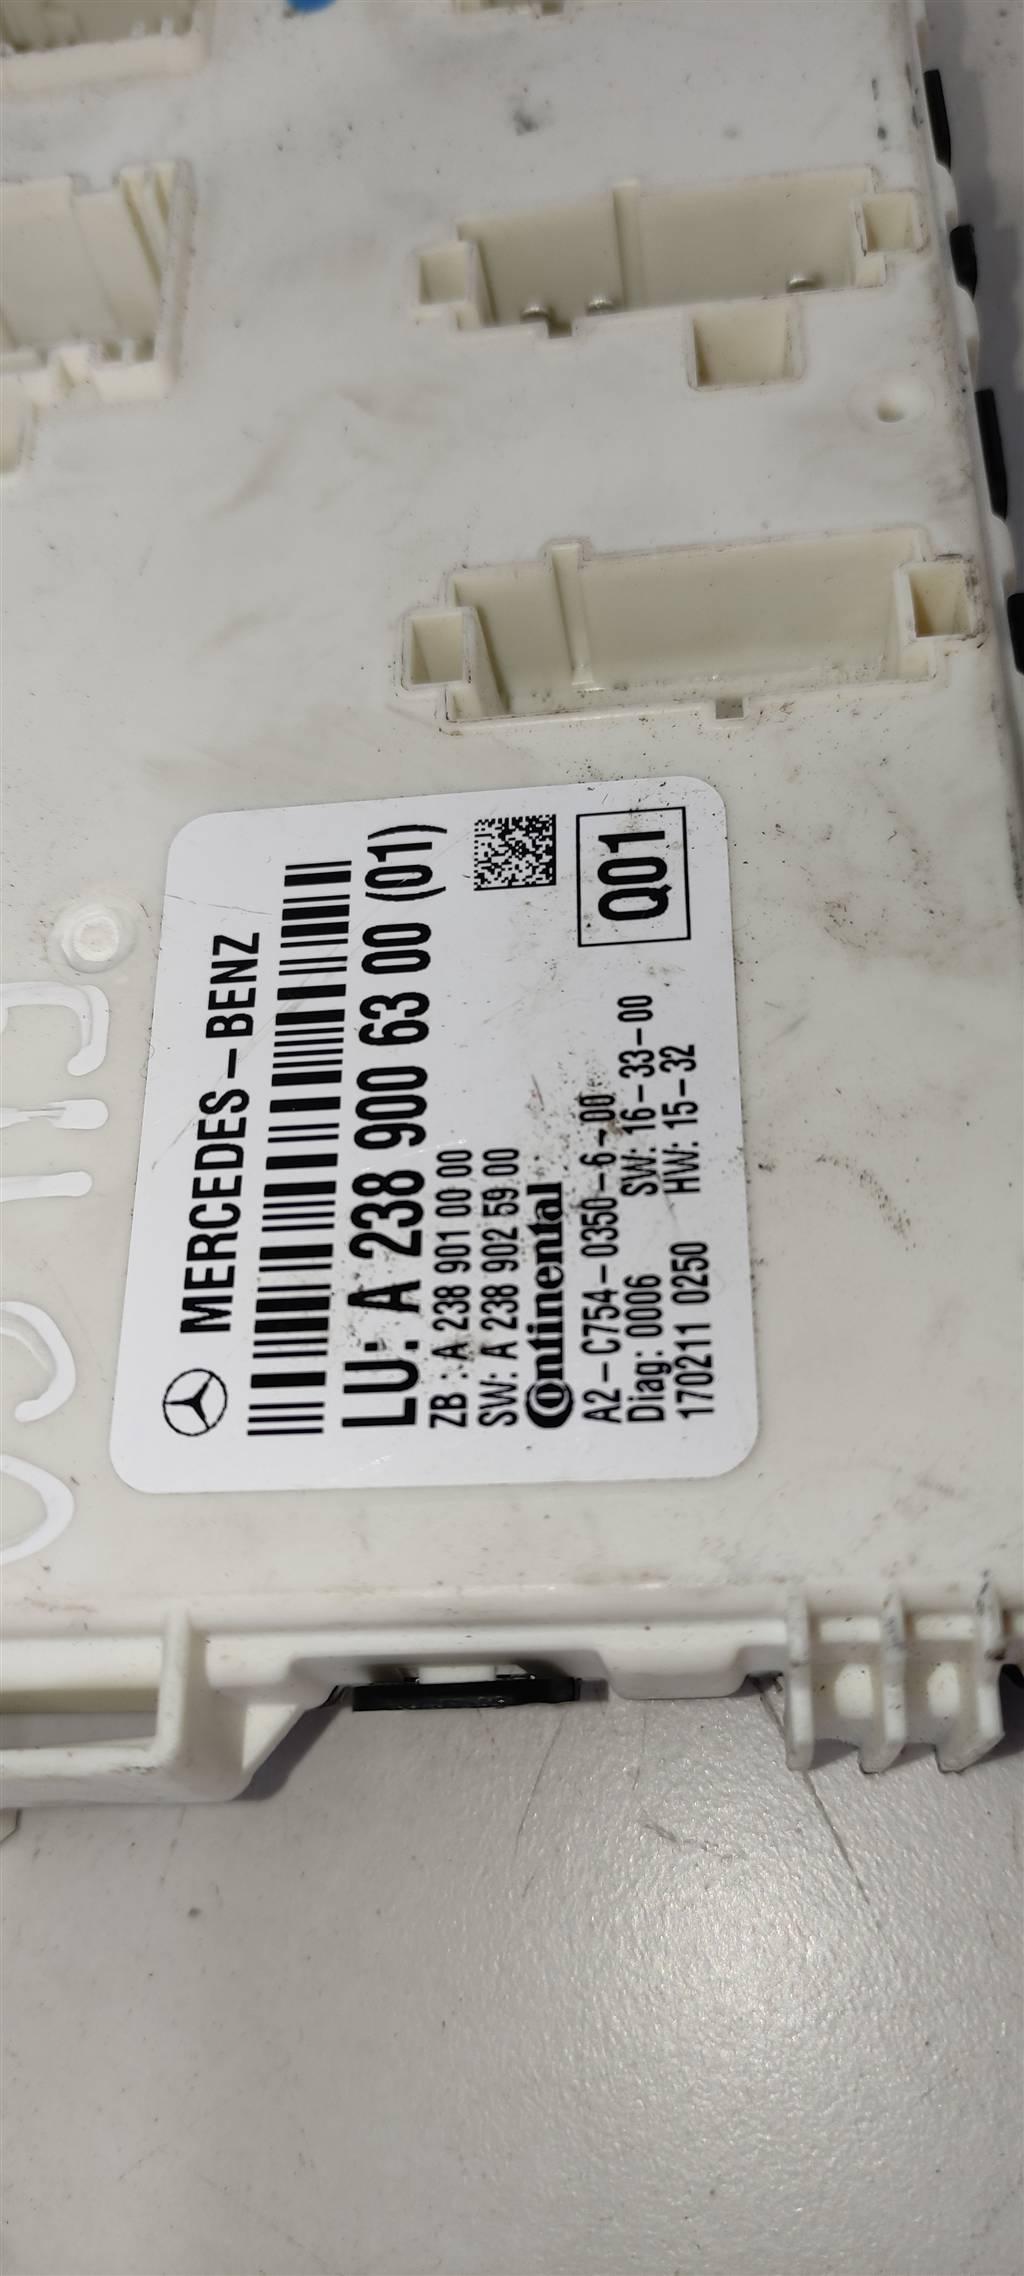 MERCEDES-BENZ
LU: A 238 900 63 00 (01)
ZB : A 238 901 00 00
SW: A 238 902 59 00
Continental
Q01
A2-C754-0350-6-00
Diag: 0006 SW: 16-33-00
170211 0250 HW: 15-32